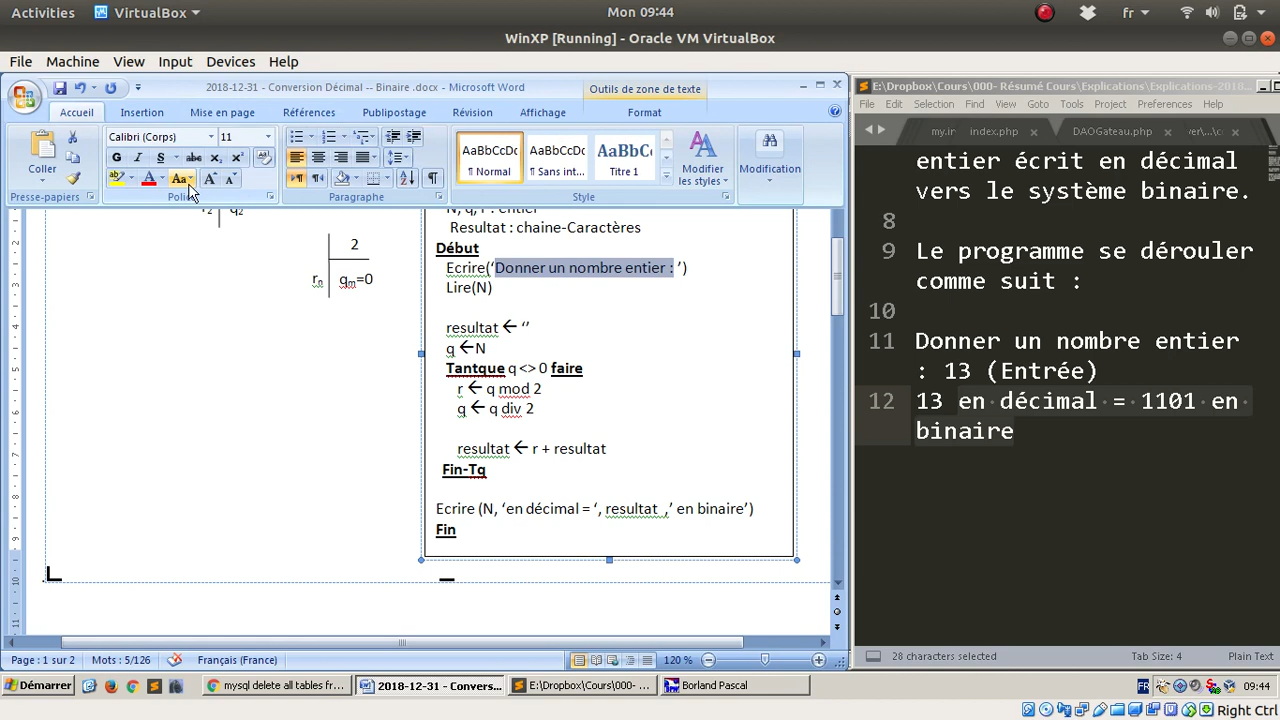 Activities VirtualBox Mon 09:44 fr
WinXP [Running] - Oracle VM VirtualBox
File Machine View Input Devices Help
2018-12-31 - Conversion Décimal -- Binaire .docx - Microsoft Word
Outils de zone de texte
Accueil Insertion Mise en page Références Publipostage Révision Affichage Format
Coller
Calibri (Corps) 11
AaBbCcDc AaBbCcDc AaBbC
¶ Normal ¶ Sans int... Titre 1
Modifier les styles
Modification
Presse-papiers Police Paragraphe Style
r2 q2
2
rn qm=0
N, q, r : entier
Resultat : chaine-Caractères
Début
Ecrire(‘Donner un nombre entier : ’)
Lire(N)
resultat ← ‘’
q ←N
Tantque q <> 0 faire
r ← q mod 2
q ← q div 2
resultat ← r + resultat
Fin-Tq
Ecrire (N, ‘en décimal = ‘, resultat ,’ en binaire’)
Fin
Page : 1 sur 2 Mots : 5/126 Français (France) 120 %
E:\Dropbox\Cours\000- Résumé Cours\Explications\Explications-2018
File Edit Selection Find View Goto Tools Project Preferences Help
my.ir index.php DAOGateau.php
entier écrit en décimal
vers le système binaire.
8
9 Le programme se dérouler
comme suit :
10
11 Donner un nombre entier
: 13 (Entrée)
12 13 en décimal = 1101 en
binaire
28 characters selected Tab Size: 4 Plain Text
Démarrer mysql delete all tables fr... 2018-12-31 - Convers... E:\Dropbox\Cours\000- ... Borland Pascal FR 09:44
Right Ctrl